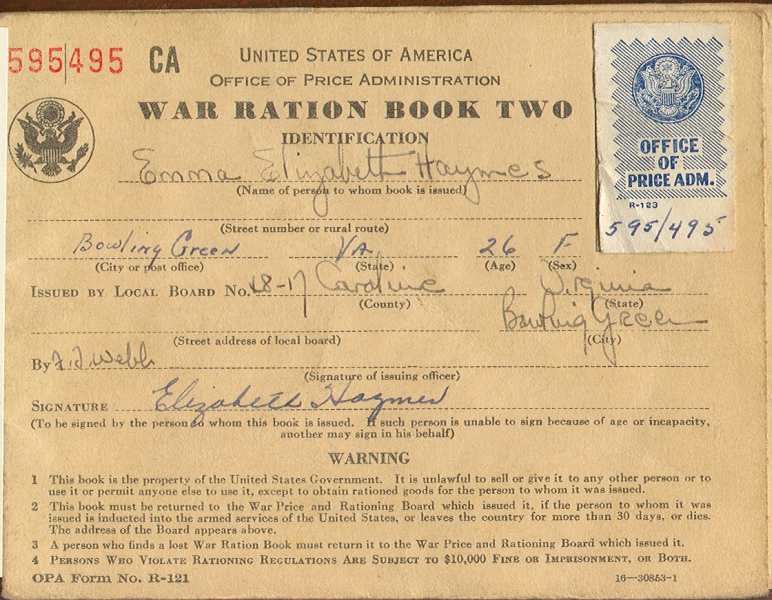 595495 CA
UNITED STATES OF AMERICA
OFFICE OF PRICE ADMINISTRATION
WAR RATION BOOK TWO
IDENTIFICATION
OFFICE
OF
PRICE ADM.
R-123
595/495
Emma Elizabeth Haymes
(Name of person to whom book is issued)
(Street number or rural route)
Bowling Green Va 26 F
(City or post office) (State) (Age) (Sex)
ISSUED BY LOCAL BOARD No. 18-17 Caroline Virginia
(County) (State)
Bowling Green
(Street address of local board) (City)
By Webb
(Signature of issuing officer)
SIGNATURE Elizabeth Haymes
(To be signed by the person to whom this book is issued. If such person is unable to sign because of age or incapacity,
another may sign in his behalf)
WARNING
1 This book is the property of the United States Government. It is unlawful to sell or give it to any other person or to
use it or permit anyone else to use it, except to obtain rationed goods for the person to whom it was issued.
2 This book must be returned to the War Price and Rationing Board which issued it, if the person to whom it was
issued is inducted into the armed services of the United States, or leaves the country for more than 30 days, or dies.
The address of the Board appears above.
3 A person who finds a lost War Ration Book must return it to the War Price and Rationing Board which issued it.
4 PERSONS WHO VIOLATE RATIONING REGULATIONS ARE SUBJECT TO $10,000 FINE OR IMPRISONMENT, OR BOTH.
OPA Form No. R-121 16—30853-1